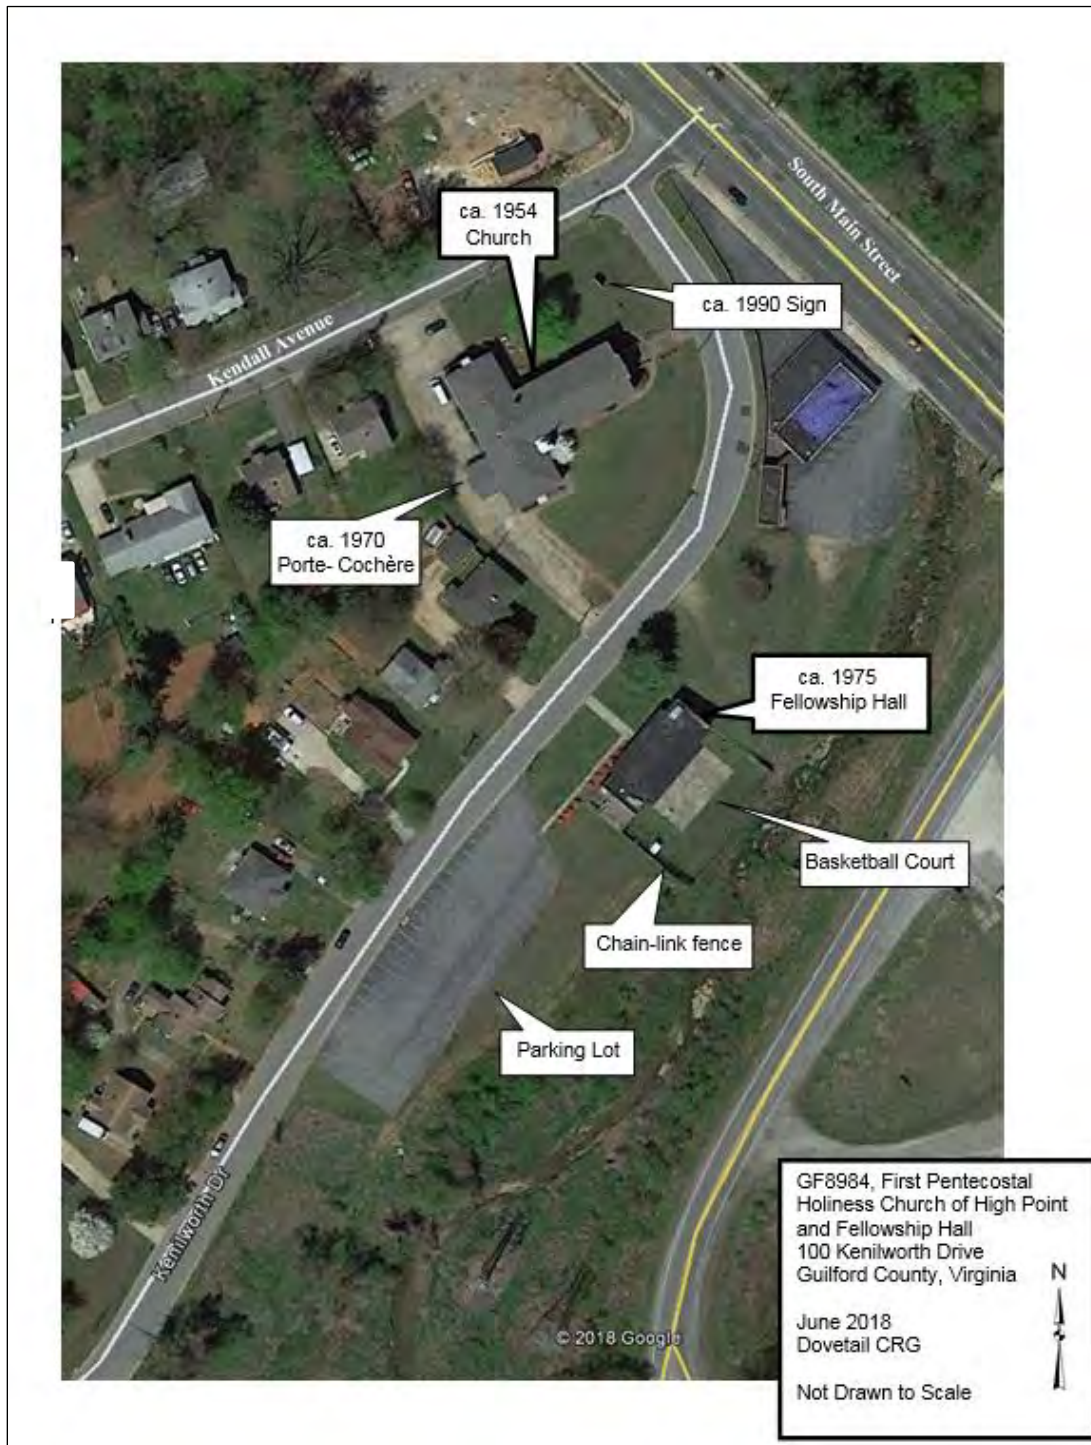 South Main Street
ca. 1954
Church
ca. 1990 Sign
Kendall Avenue
ca. 1970
Porte- Cochère
ca. 1975
Fellowship Hall
Basketball Court
Chain-link fence
Parking Lot
Kenilworth Dr
© 2018 Google
GF8984, First Pentecostal
Holiness Church of High Point
and Fellowship Hall
100 Kenilworth Drive
Guilford County, Virginia
N
June 2018
Dovetail CRG
Not Drawn to Scale